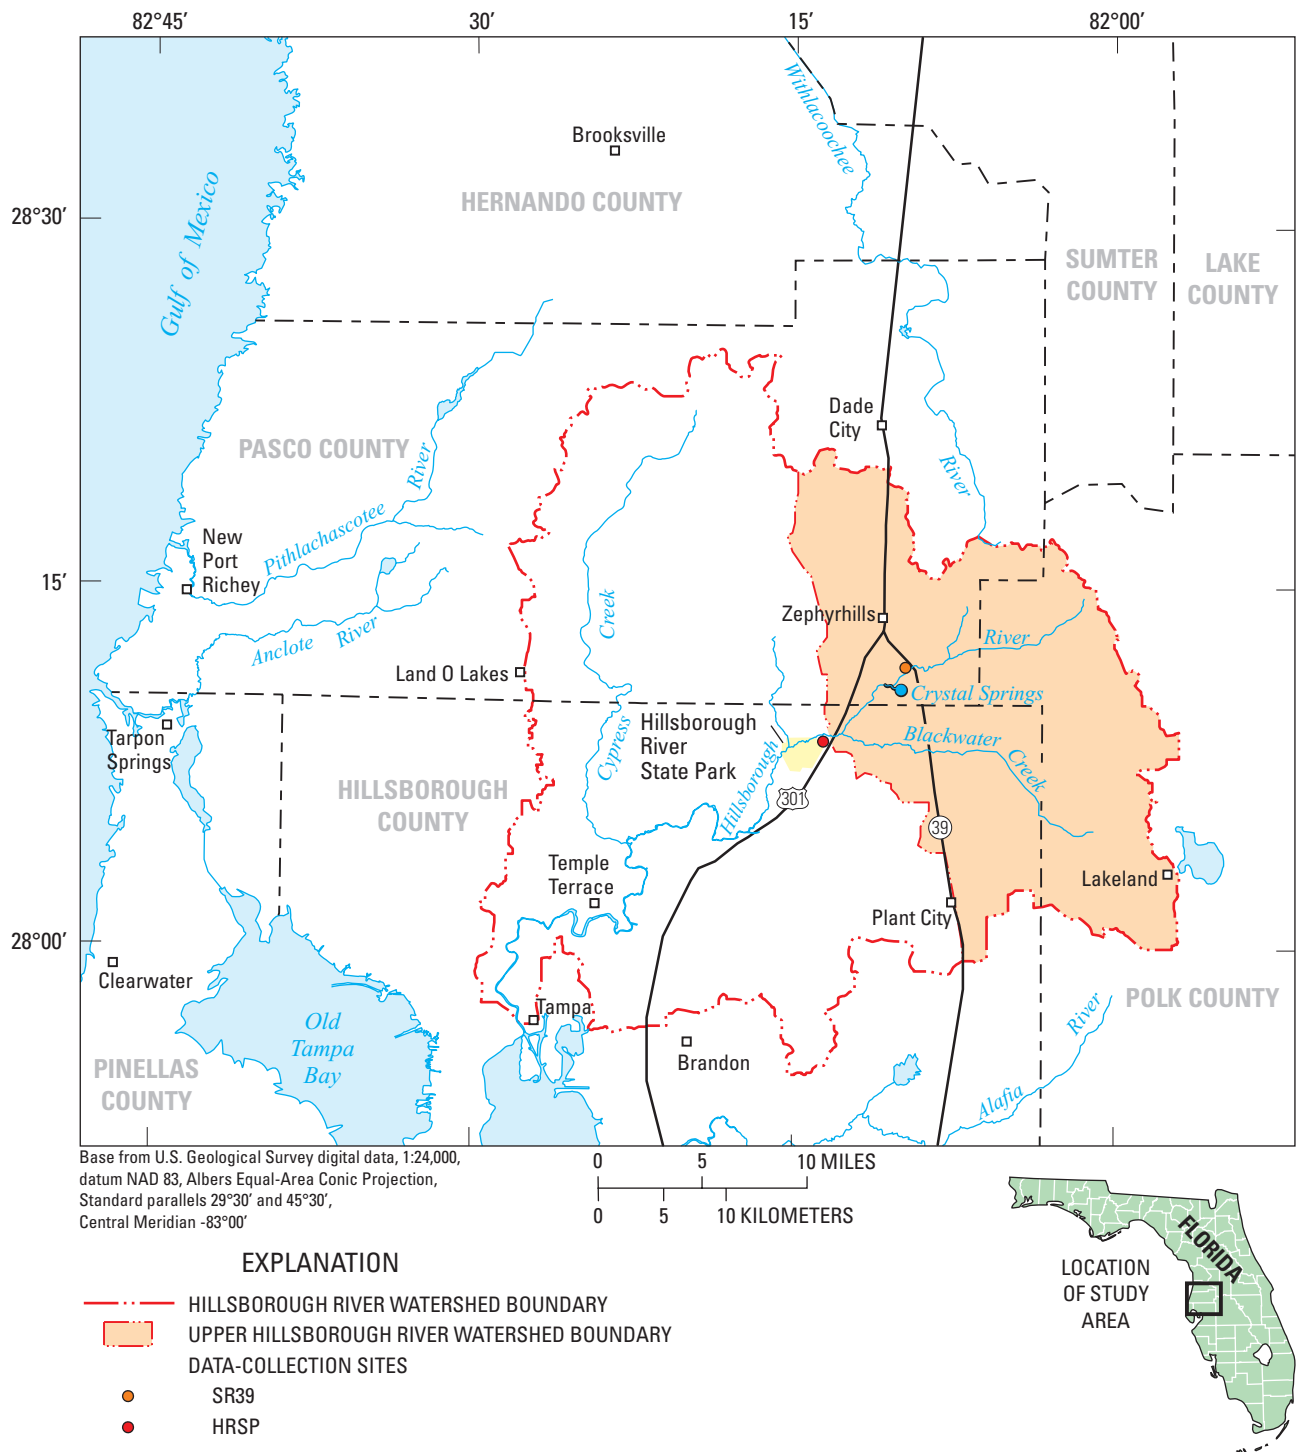 82°45'
30'
15'
82°00'
28°30'
15'
28°00'
Withlacoochee
River
Brooksville
HERNANDO COUNTY
Gulf of Mexico
SUMTER
COUNTY
LAKE
COUNTY
Dade
City
PASCO COUNTY
River
Pithlachascotee
New
Port
Richey
Anclote
River
Creek
Cypress
Zephyrhills
River
Land O Lakes
Crystal Springs
Tarpon
Springs
Hillsborough
River
State Park
Blackwater
Creek
Hillsborough
HILLSBOROUGH
COUNTY
301
39
Temple
Terrace
Lakeland
Plant City
Clearwater
Tampa
Old
Tampa
Bay
POLK COUNTY
River
Alafia
Brandon
PINELLAS
COUNTY
Base from U.S. Geological Survey digital data, 1:24,000,
datum NAD 83, Albers Equal-Area Conic Projection,
Standard parallels 29°30' and 45°30',
Central Meridian -83°00'
0 5 10 MILES
0 5 10 KILOMETERS
EXPLANATION
HILLSBOROUGH RIVER WATERSHED BOUNDARY
UPPER HILLSBOROUGH RIVER WATERSHED BOUNDARY
DATA-COLLECTION SITES
SR39
HRSP
FLORIDA
LOCATION
OF STUDY
AREA